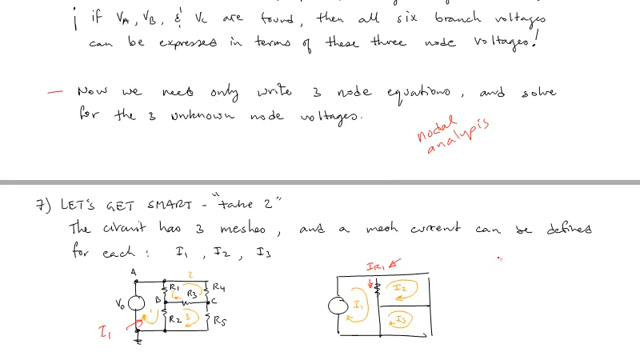 if VA, VB, & VC are found, then all six branch voltages
can be expressed in terms of these three node voltages!
— Now we need only write 3 node equations, and solve
for the 3 unknown node voltages.
nodal
analysis
7) LET'S GET SMART - "take 2"
The circuit has 3 meshes, and a mesh current can be defined
for each: I1, I2, I3
A
2
R1
R3
R4
B
C
V0
1
R2
3
R5
I1
IR1
I1
I2
I3